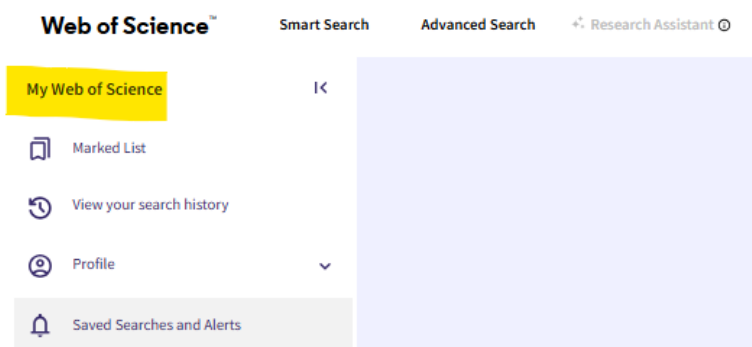 Web of Science™ Smart Search Advanced Search Research Assistant
My Web of Science
Marked List
View your search history
Profile
Saved Searches and Alerts